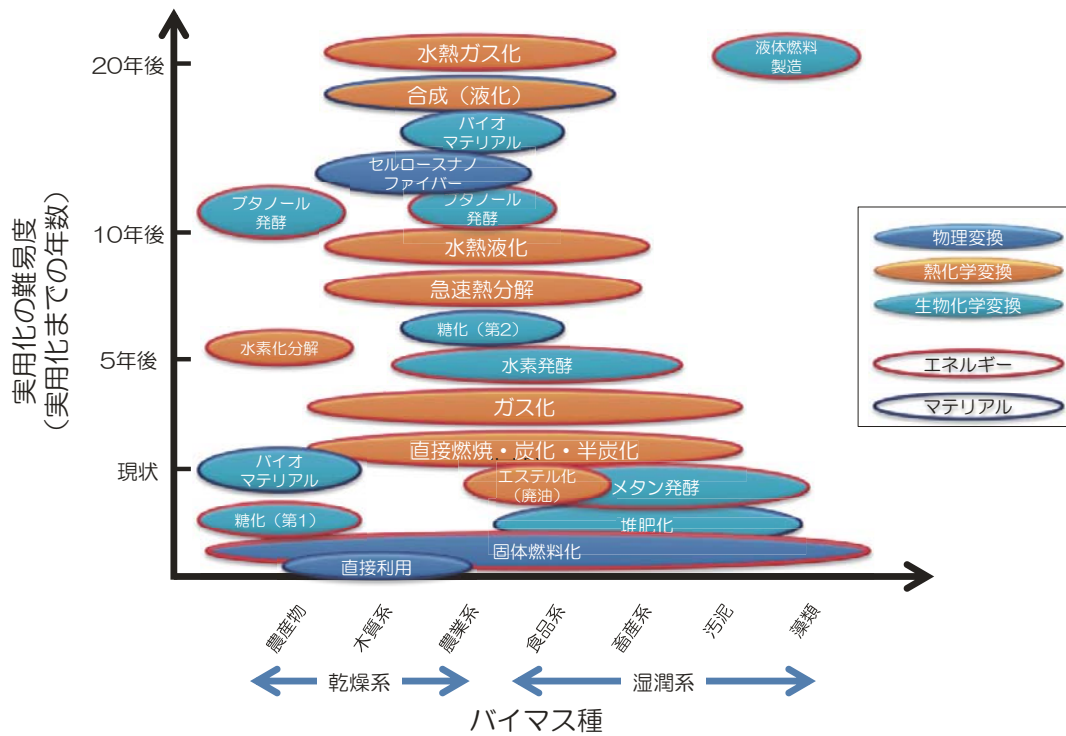 水熱ガス化
液体燃料
製造
20年後
合成（液化）
バイオ
マテリアル
セルロースナノ
ファイバー
ブタノール
発酵
ブタノール
発酵
10年後
水熱液化
急速熱分解
糖化（第2）
水素化分解
5年後
水素発酵
ガス化
直接燃焼・炭化・半炭化
バイオ
マテリアル
現状
エステル化
（廃油）
メタン発酵
糖化（第1）
堆肥化
固体燃料化
直接利用
実用化の難易度
（実用化までの年数）
物理変換
熱化学変換
生物化学変換
エネルギー
マテリアル
農産物
木質系
農業系
食品系
畜産系
汚泥
藻類
乾燥系
湿潤系
バイマス種